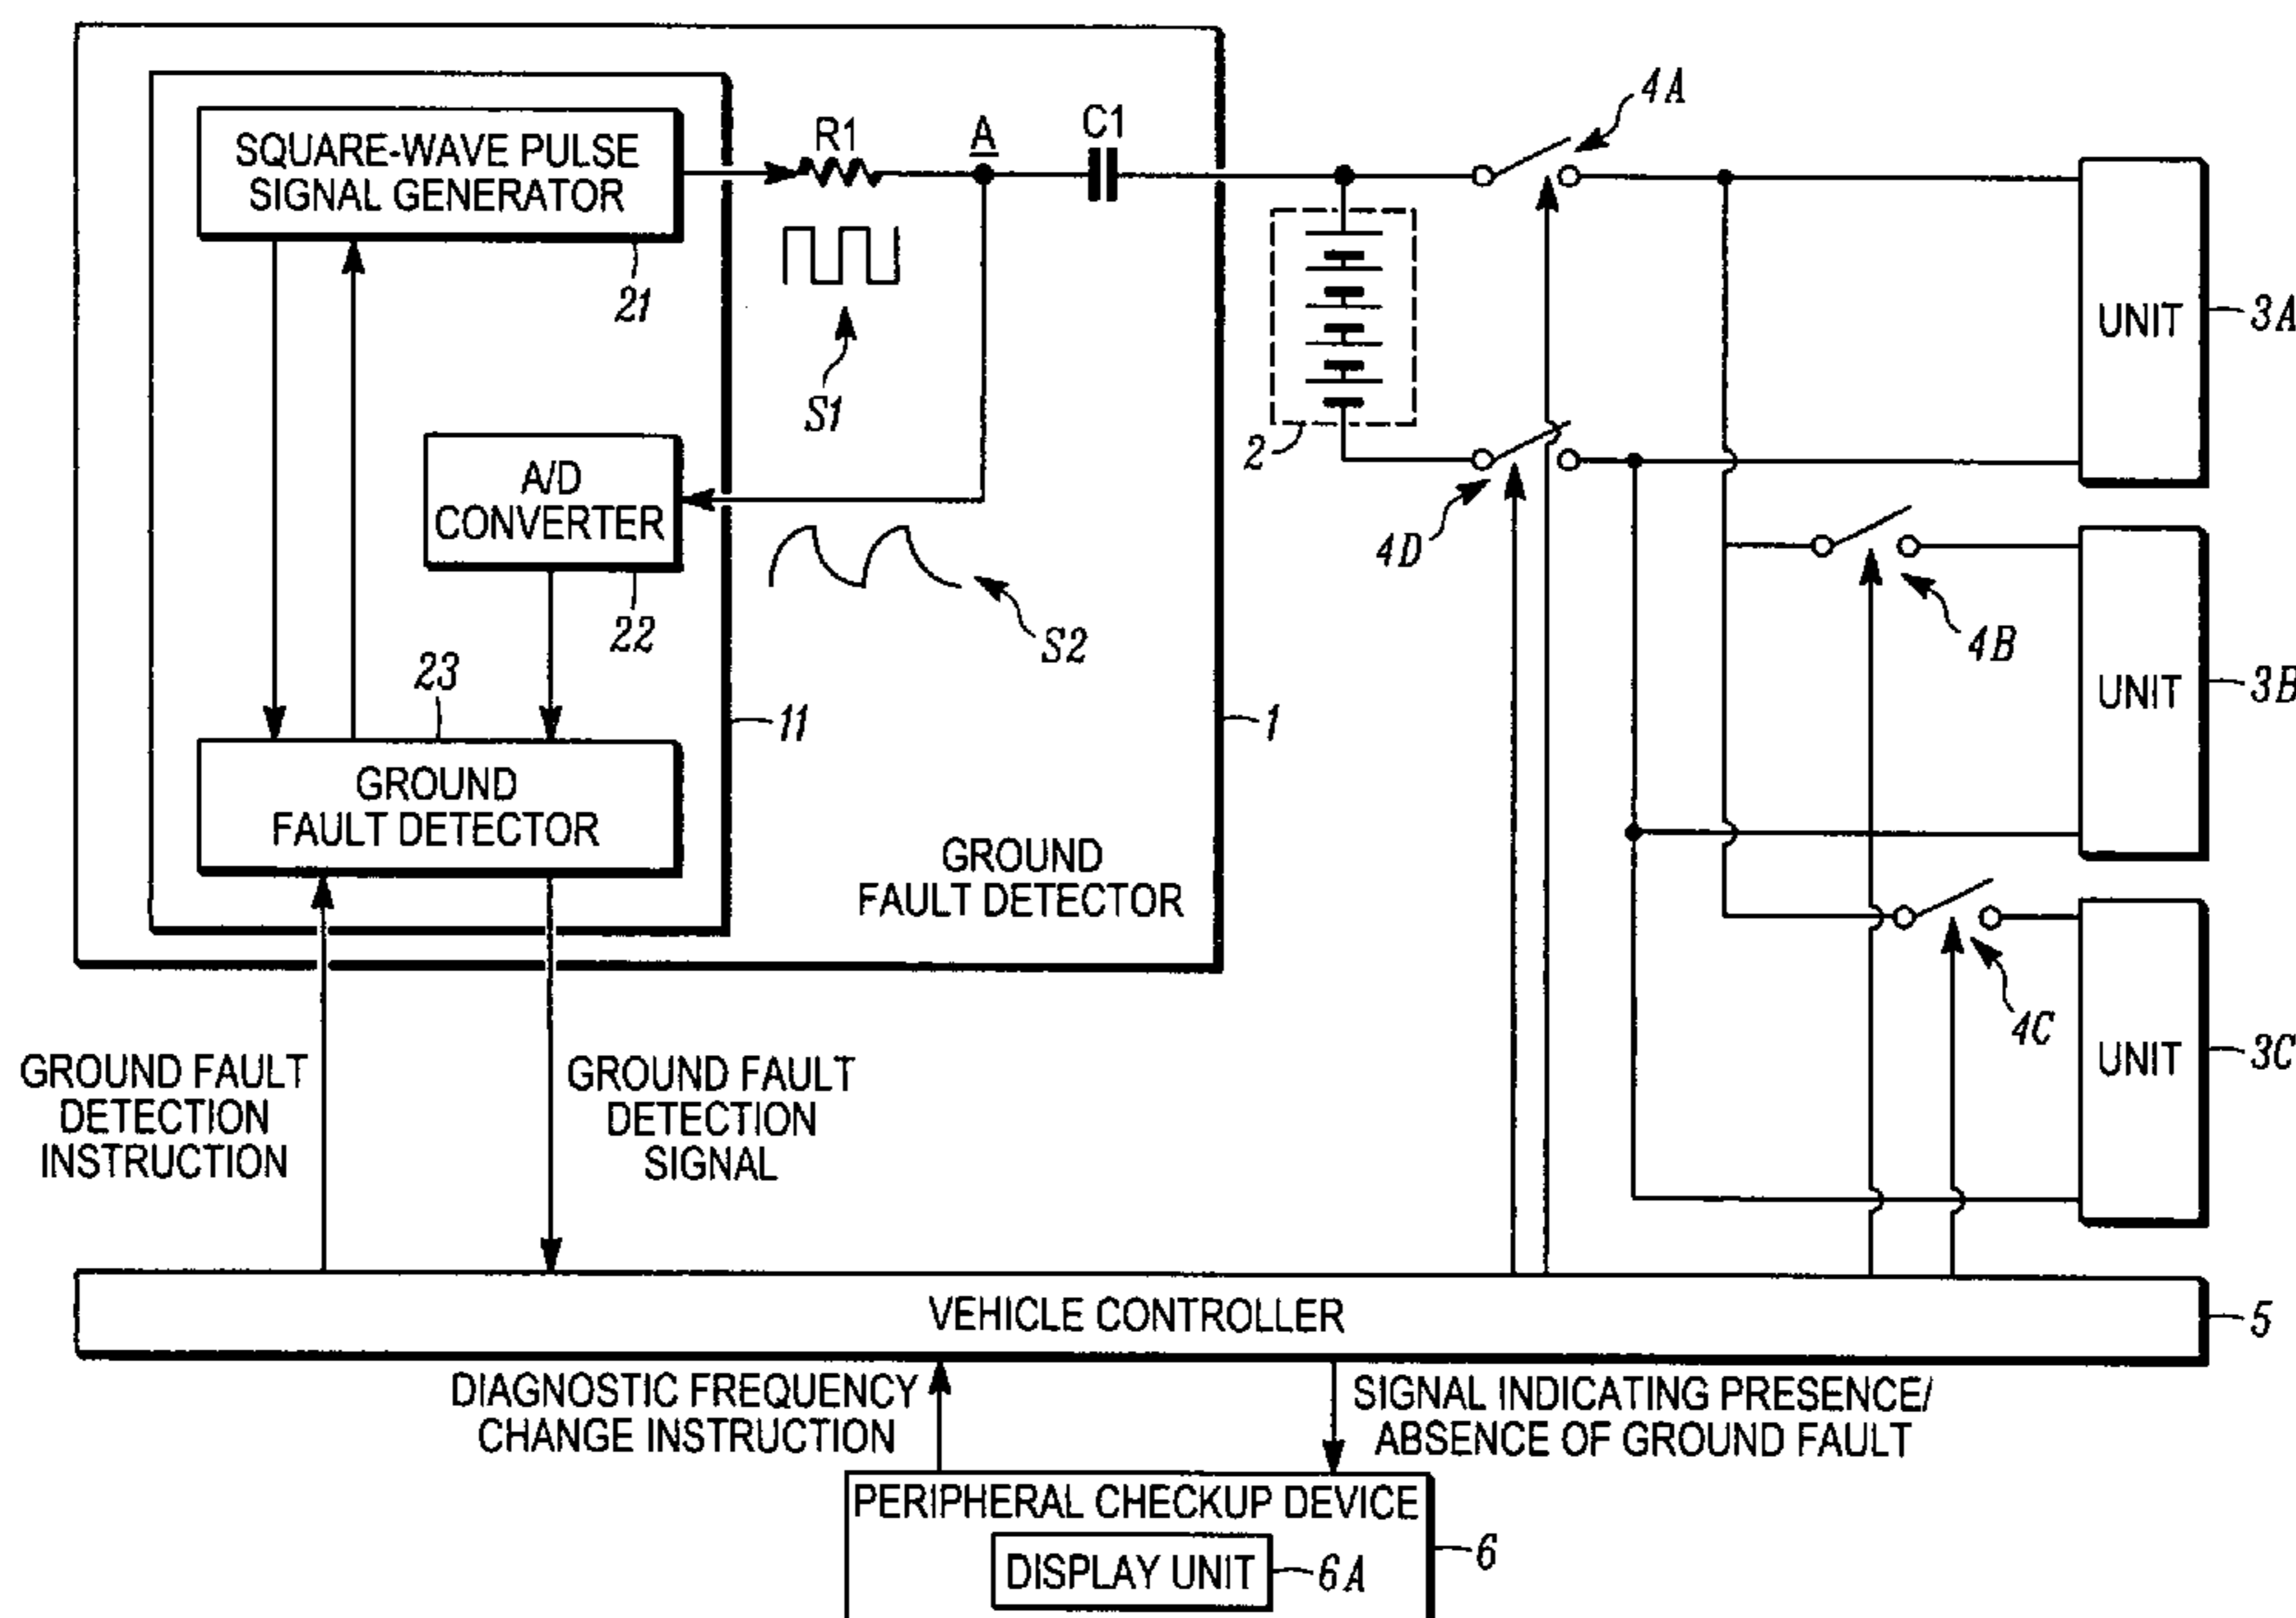 SQUARE-WAVE PULSE
SIGNAL GENERATOR
21
R1
A
C1
S1
A/D
CONVERTER
22
S2
23
GROUND
FAULT DETECTOR
11
1
GROUND
FAULT DETECTOR
2
4A
4D
UNIT
3A
4B
UNIT
3B
4C
UNIT
3C
GROUND FAULT
DETECTION
INSTRUCTION
GROUND FAULT
DETECTION
SIGNAL
VEHICLE CONTROLLER
5
DIAGNOSTIC FREQUENCY
CHANGE INSTRUCTION
SIGNAL INDICATING PRESENCE/
ABSENCE OF GROUND FAULT
PERIPHERAL CHECKUP DEVICE
6
DISPLAY UNIT
6A